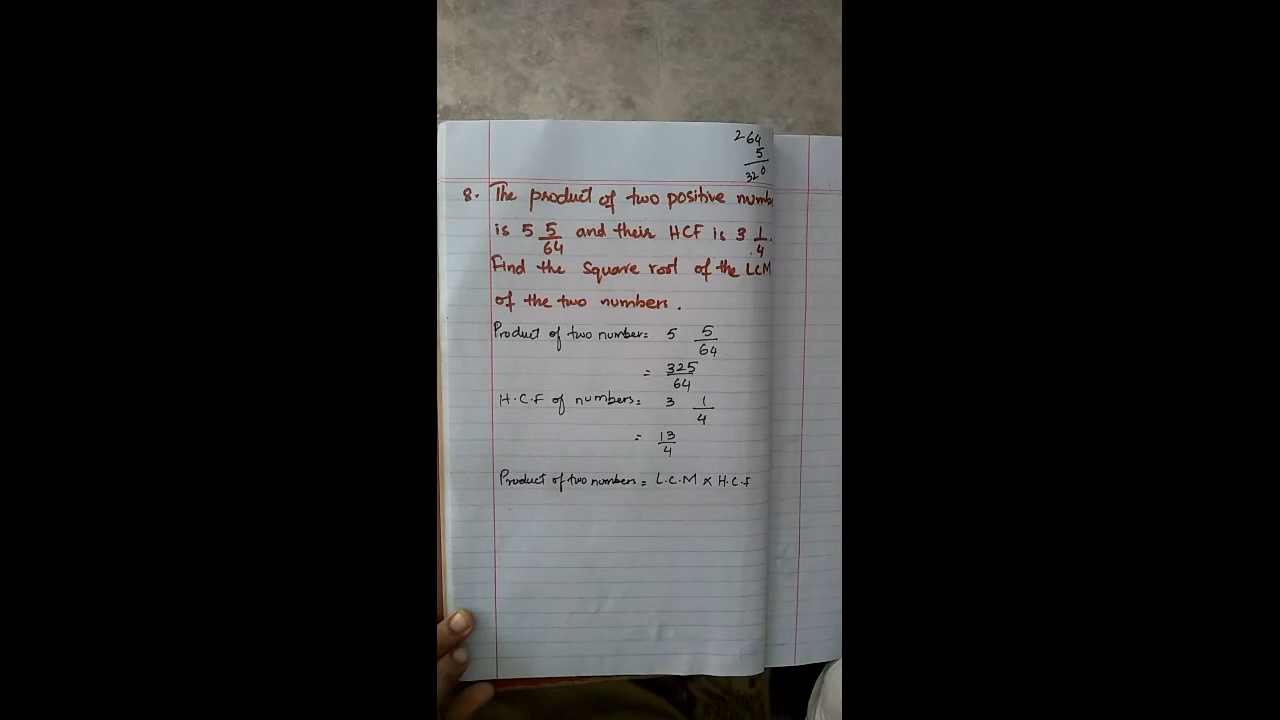 264
5
320
8. The product of two positive numbe
is 5 5/64 and their HCF is 3 1/4.
Find the square root of the LCM
of the two numbers.
Product of two number = 5 5/64
= 325/64
H.C.F of numbers = 3 1/4
= 13/4
Product of two numbers = L.C.M × H.C.F